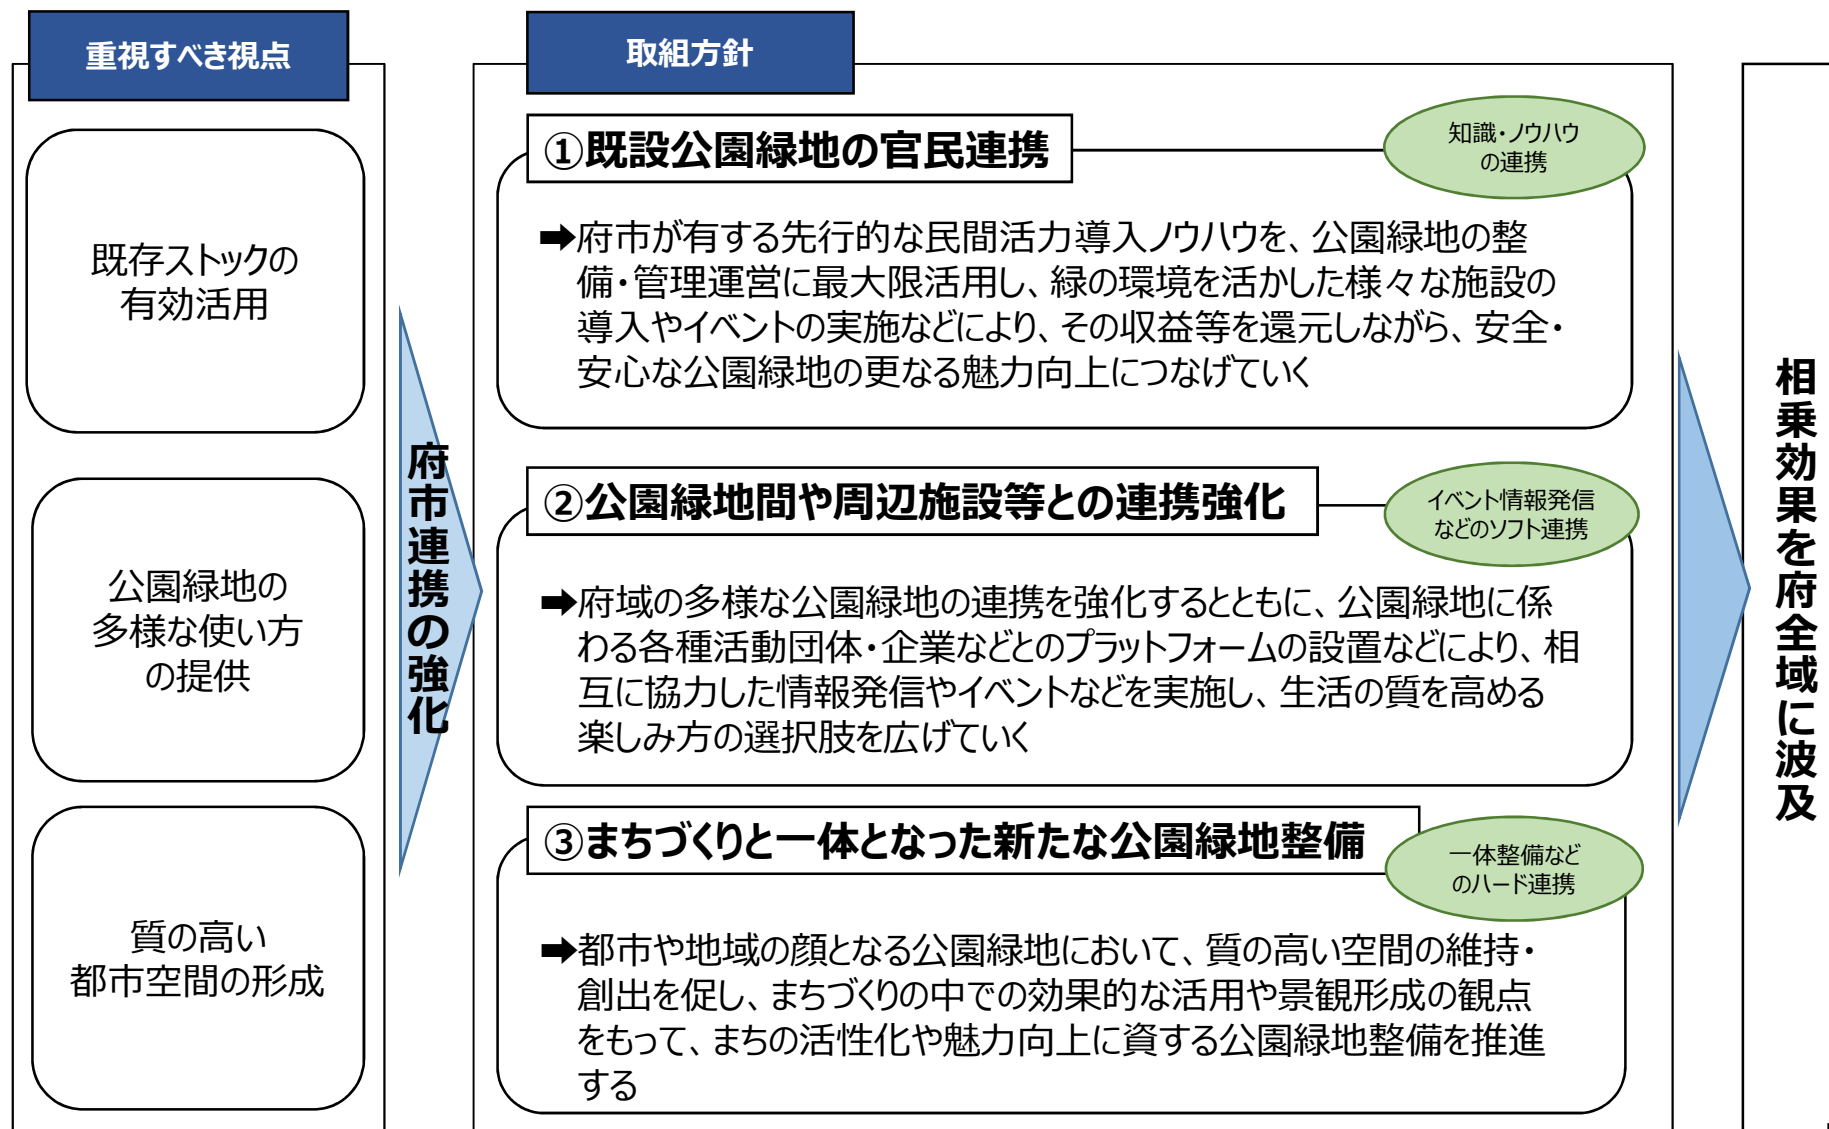 重視すべき視点
既存ストックの
有効活用
公園緑地の
多様な使い方
の提供
質の高い
都市空間の形成
府市連携の強化
取組方針
①既設公園緑地の官民連携
知識・ノウハウ
の連携
➡府市が有する先行的な民間活力導入ノウハウを、公園緑地の整
備・管理運営に最大限活用し、緑の環境を活かした様々な施設の
導入やイベントの実施などにより、その収益等を還元しながら、安全・
安心な公園緑地の更なる魅力向上につなげていく
②公園緑地間や周辺施設等との連携強化
イベント情報発信
などのソフト連携
➡府域の多様な公園緑地の連携を強化するとともに、公園緑地に係
わる各種活動団体・企業などとのプラットフォームの設置などにより、相
互に協力した情報発信やイベントなどを実施し、生活の質を高める
楽しみ方の選択肢を広げていく
③まちづくりと一体となった新たな公園緑地整備
一体整備など
のハード連携
➡都市や地域の顔となる公園緑地において、質の高い空間の維持・
創出を促し、まちづくりの中での効果的な活用や景観形成の観点
をもって、まちの活性化や魅力向上に資する公園緑地整備を推進
する
相乗効果を府全域に波及